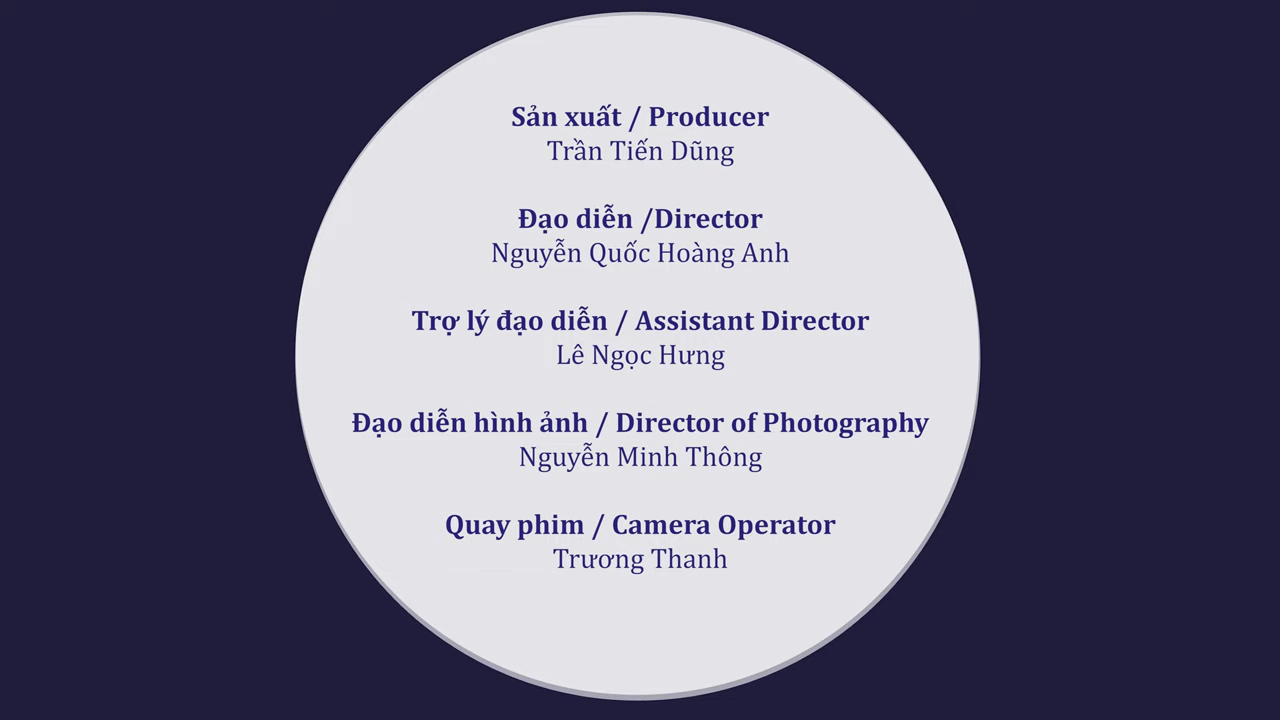 Sản xuất / Producer
Trần Tiến Dũng
Đạo diễn /Director
Nguyễn Quốc Hoàng Anh
Trợ lý đạo diễn / Assistant Director
Lê Ngọc Hưng
Đạo diễn hình ảnh / Director of Photography
Nguyễn Minh Thông
Quay phim / Camera Operator
Trương Thanh